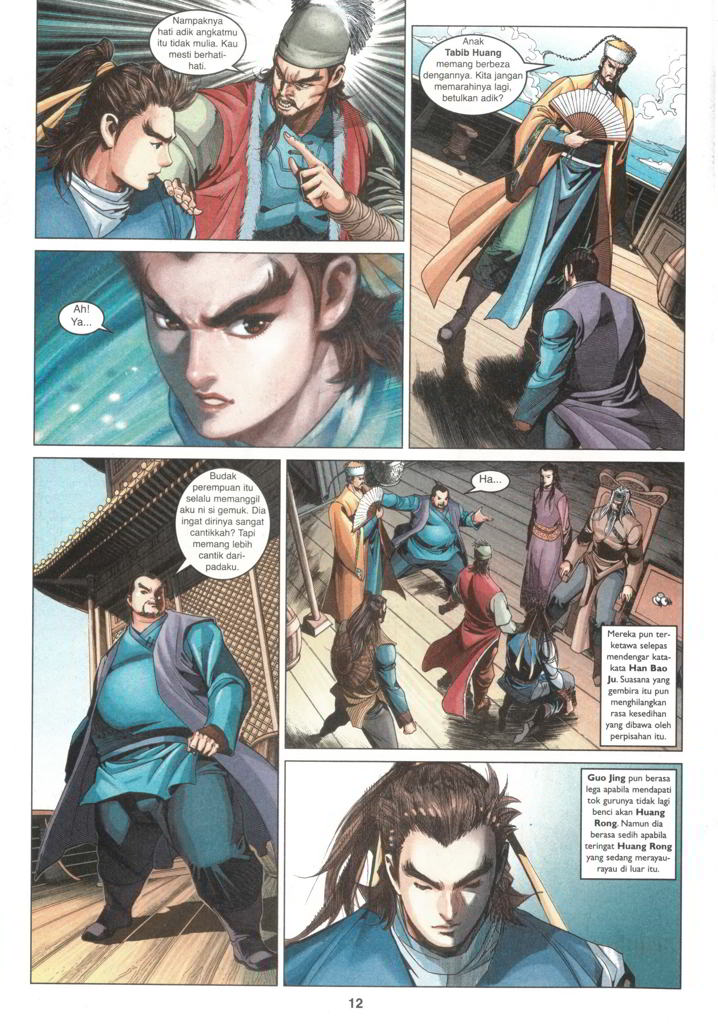 Nampaknya
hati adik angkatmu
itu tidak mulia. Kau
mesti berhati-
hati.
Anak
Tabib Huang
memang berbeza
dengannya. Kita jangan
memarahinya lagi,
betulkan adik?
Ah!
Ya...
Budak
perempuan itu
selalu memanggil
aku ni si gemuk. Dia
ingat dirinya sangat
cantikkah? Tapi
memang lebih
cantik dari-
padaku.
Ha...
Mereka pun ter-
ketawa selepas
mendengar kata-
kata Han Bao
Ju. Suasana yang
gembira itu pun
menghilangkan
rasa kesedihan
yang dibawa oleh
perpisahan itu.
Guo Jing pun berasa
lega apabila mendapati
tok gurunya tidak lagi
benci akan Huang
Rong. Namun dia
berasa sedih apabila
teringat Huang Rong
yang sedang merayau-
rayau di luar itu.
12